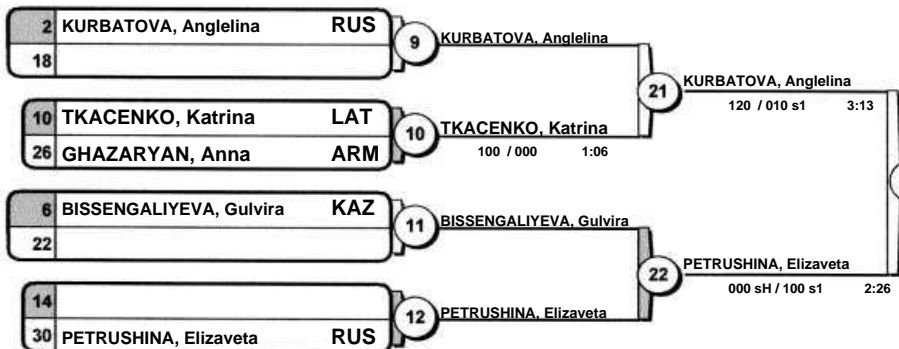 2 KURBATOVA, Anglelina RUS
18
9
KURBATOVA, Anglelina
10 TKACENKO, Katrina LAT
26 GHAZARYAN, Anna ARM
10
TKACENKO, Katrina
100 / 000 1:06
21
KURBATOVA, Anglelina
120 / 010 s1 3:13
6 BISSENGALIYEVA, Gulvira KAZ
22
11
BISSENGALIYEVA, Gulvira
14
30 PETRUSHINA, Elizaveta RUS
12
PETRUSHINA, Elizaveta
22
PETRUSHINA, Elizaveta
000 sH / 100 s1 2:26